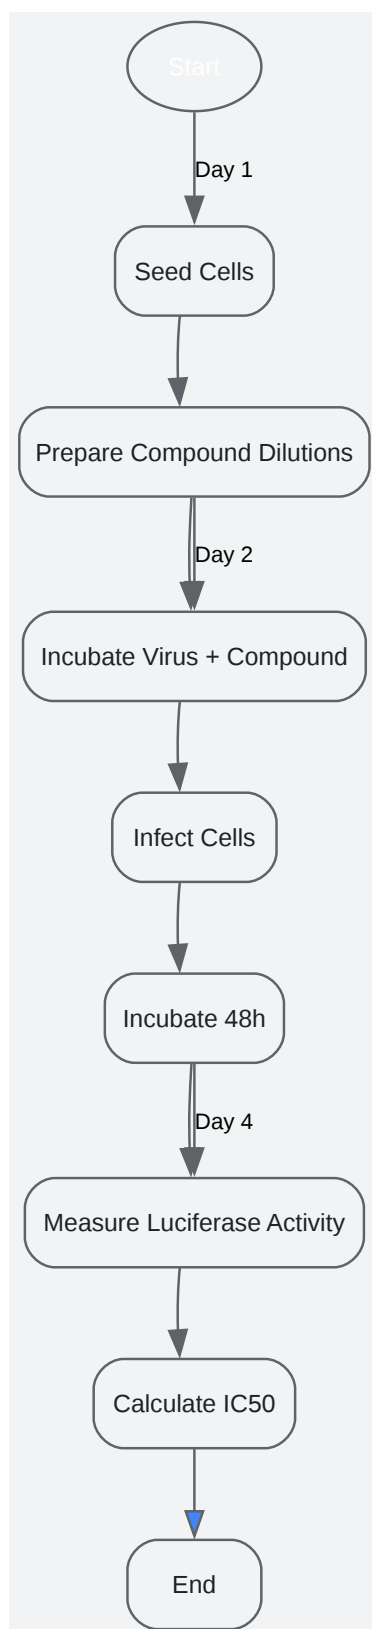 Start
Day 1
Seed Cells
Prepare Compound Dilutions
Day 2
Incubate Virus + Compound
Infect Cells
Incubate 48h
Day 4
Measure Luciferase Activity
Calculate IC50
End